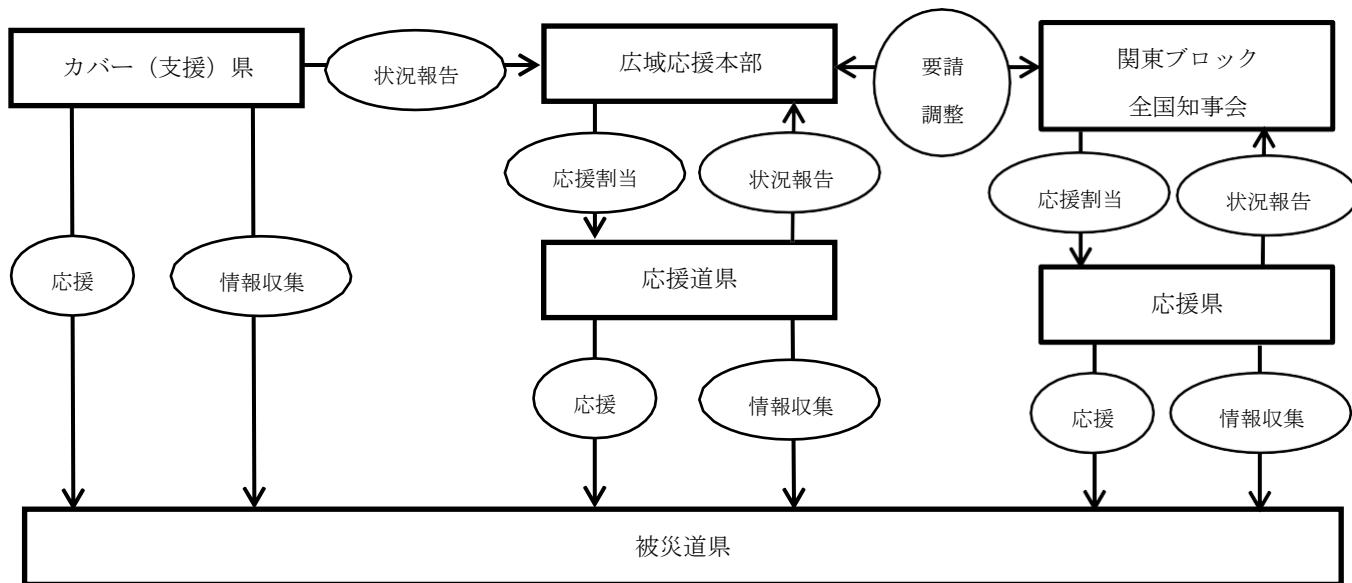 カバー（支援）県
状況報告
広域応援本部
要請
調整
関東ブロック
全国知事会
応援割当
状況報告
応援割当
状況報告
応援
情報収集
応援道県
応援県
応援
情報収集
応援
情報収集
被災道県